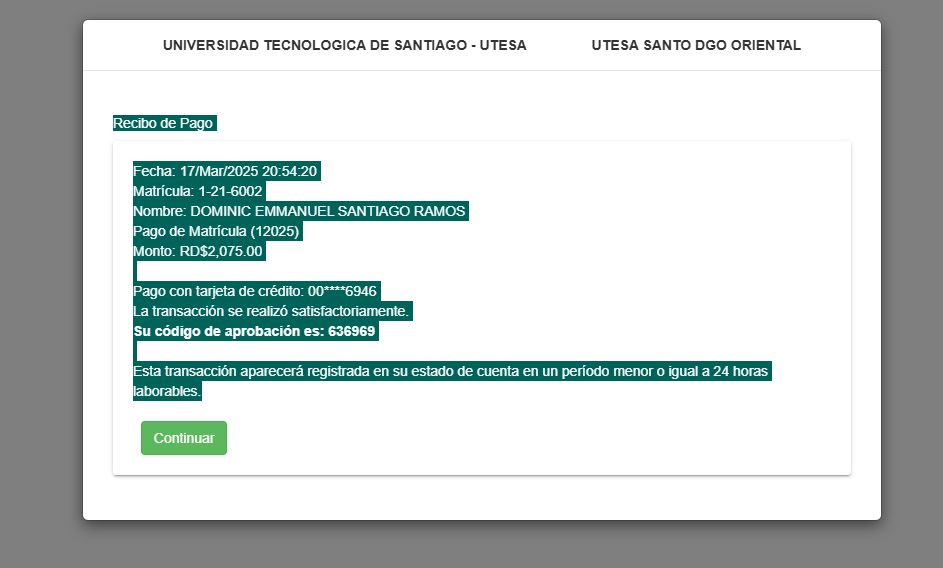 UNIVERSIDAD TECNOLOGICA DE SANTIAGO - UTESA UTESA SANTO DGO ORIENTAL
Recibo de Pago
Fecha: 17/Mar/2025 20:54:20
Matrícula: 1-21-6002
Nombre: DOMINIC EMMANUEL SANTIAGO RAMOS
Pago de Matrícula (12025)
Monto: RD$2,075.00
Pago con tarjeta de crédito: 00****6946
La transacción se realizó satisfactoriamente.
Su código de aprobación es: 636969
Esta transacción aparecerá registrada en su estado de cuenta en un período menor o igual a 24 horas
laborables.
Continuar